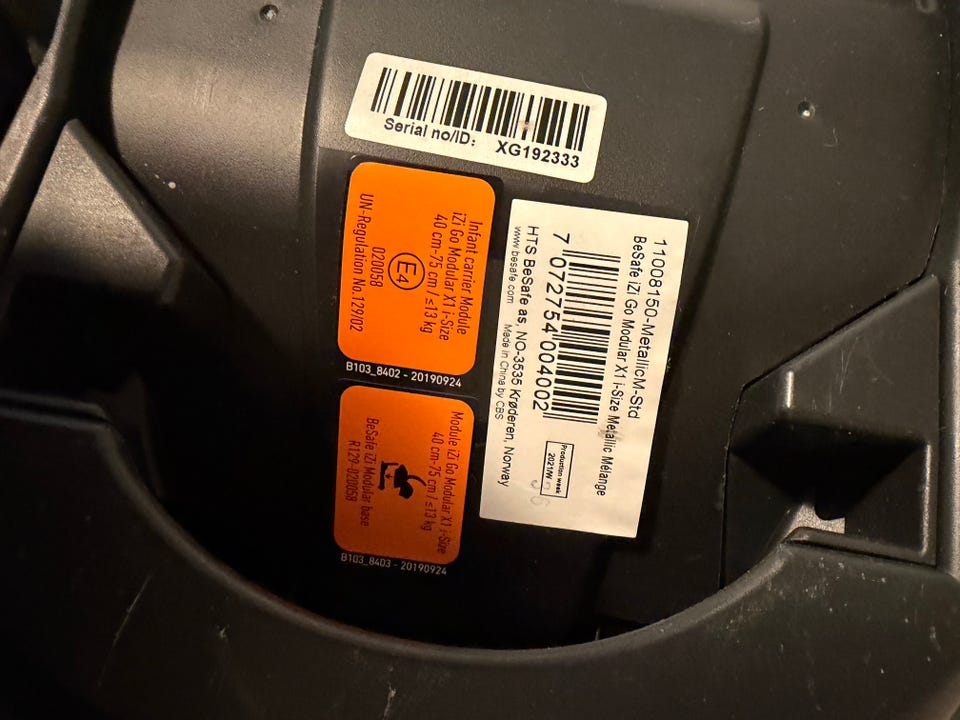 Serial no/ID: XG192333
Infant carrier Module
iZi Go Modular X1 i-Size
40 cm-75 cm / ≤13 kg
E4
020058
UN-Regulation No.129/02
B103_8402 - 20190924
Module iZi Go Modular X1 i-Size
40 cm-75 cm / ≤13 kg
BeSafe iZi Modular base
R129-020058
B103_8403 - 20190924
11008150-MetallicM-Std
BeSafe iZi Go Modular X1 i-Size Metallic Mélange
7 072754 004002
Production week
2021/W
HTS BeSafe as, NO-3535 Krøderen, Norway
www.besafe.com Made in China by CBS